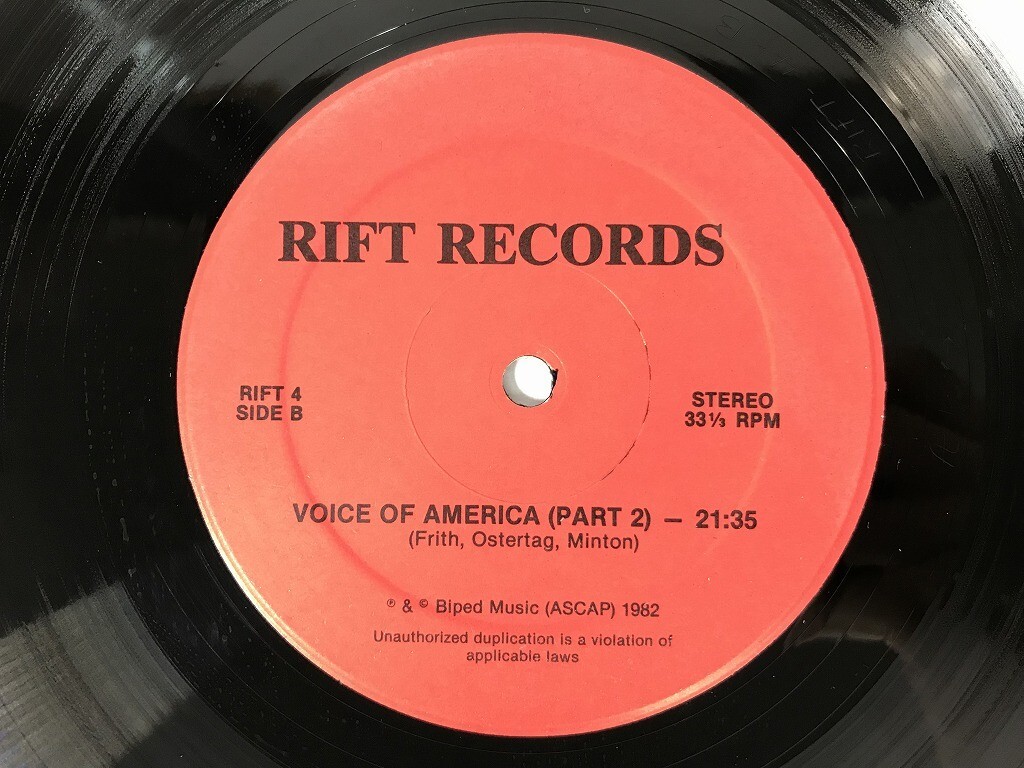 RIFT RECORDS
RIFT 4
SIDE B
STEREO
33⅓ RPM
VOICE OF AMERICA (PART 2) — 21:35
(Frith, Ostertag, Minton)
℗ & © Biped Music (ASCAP) 1982
Unauthorized duplication is a violation of
applicable laws
RIFT